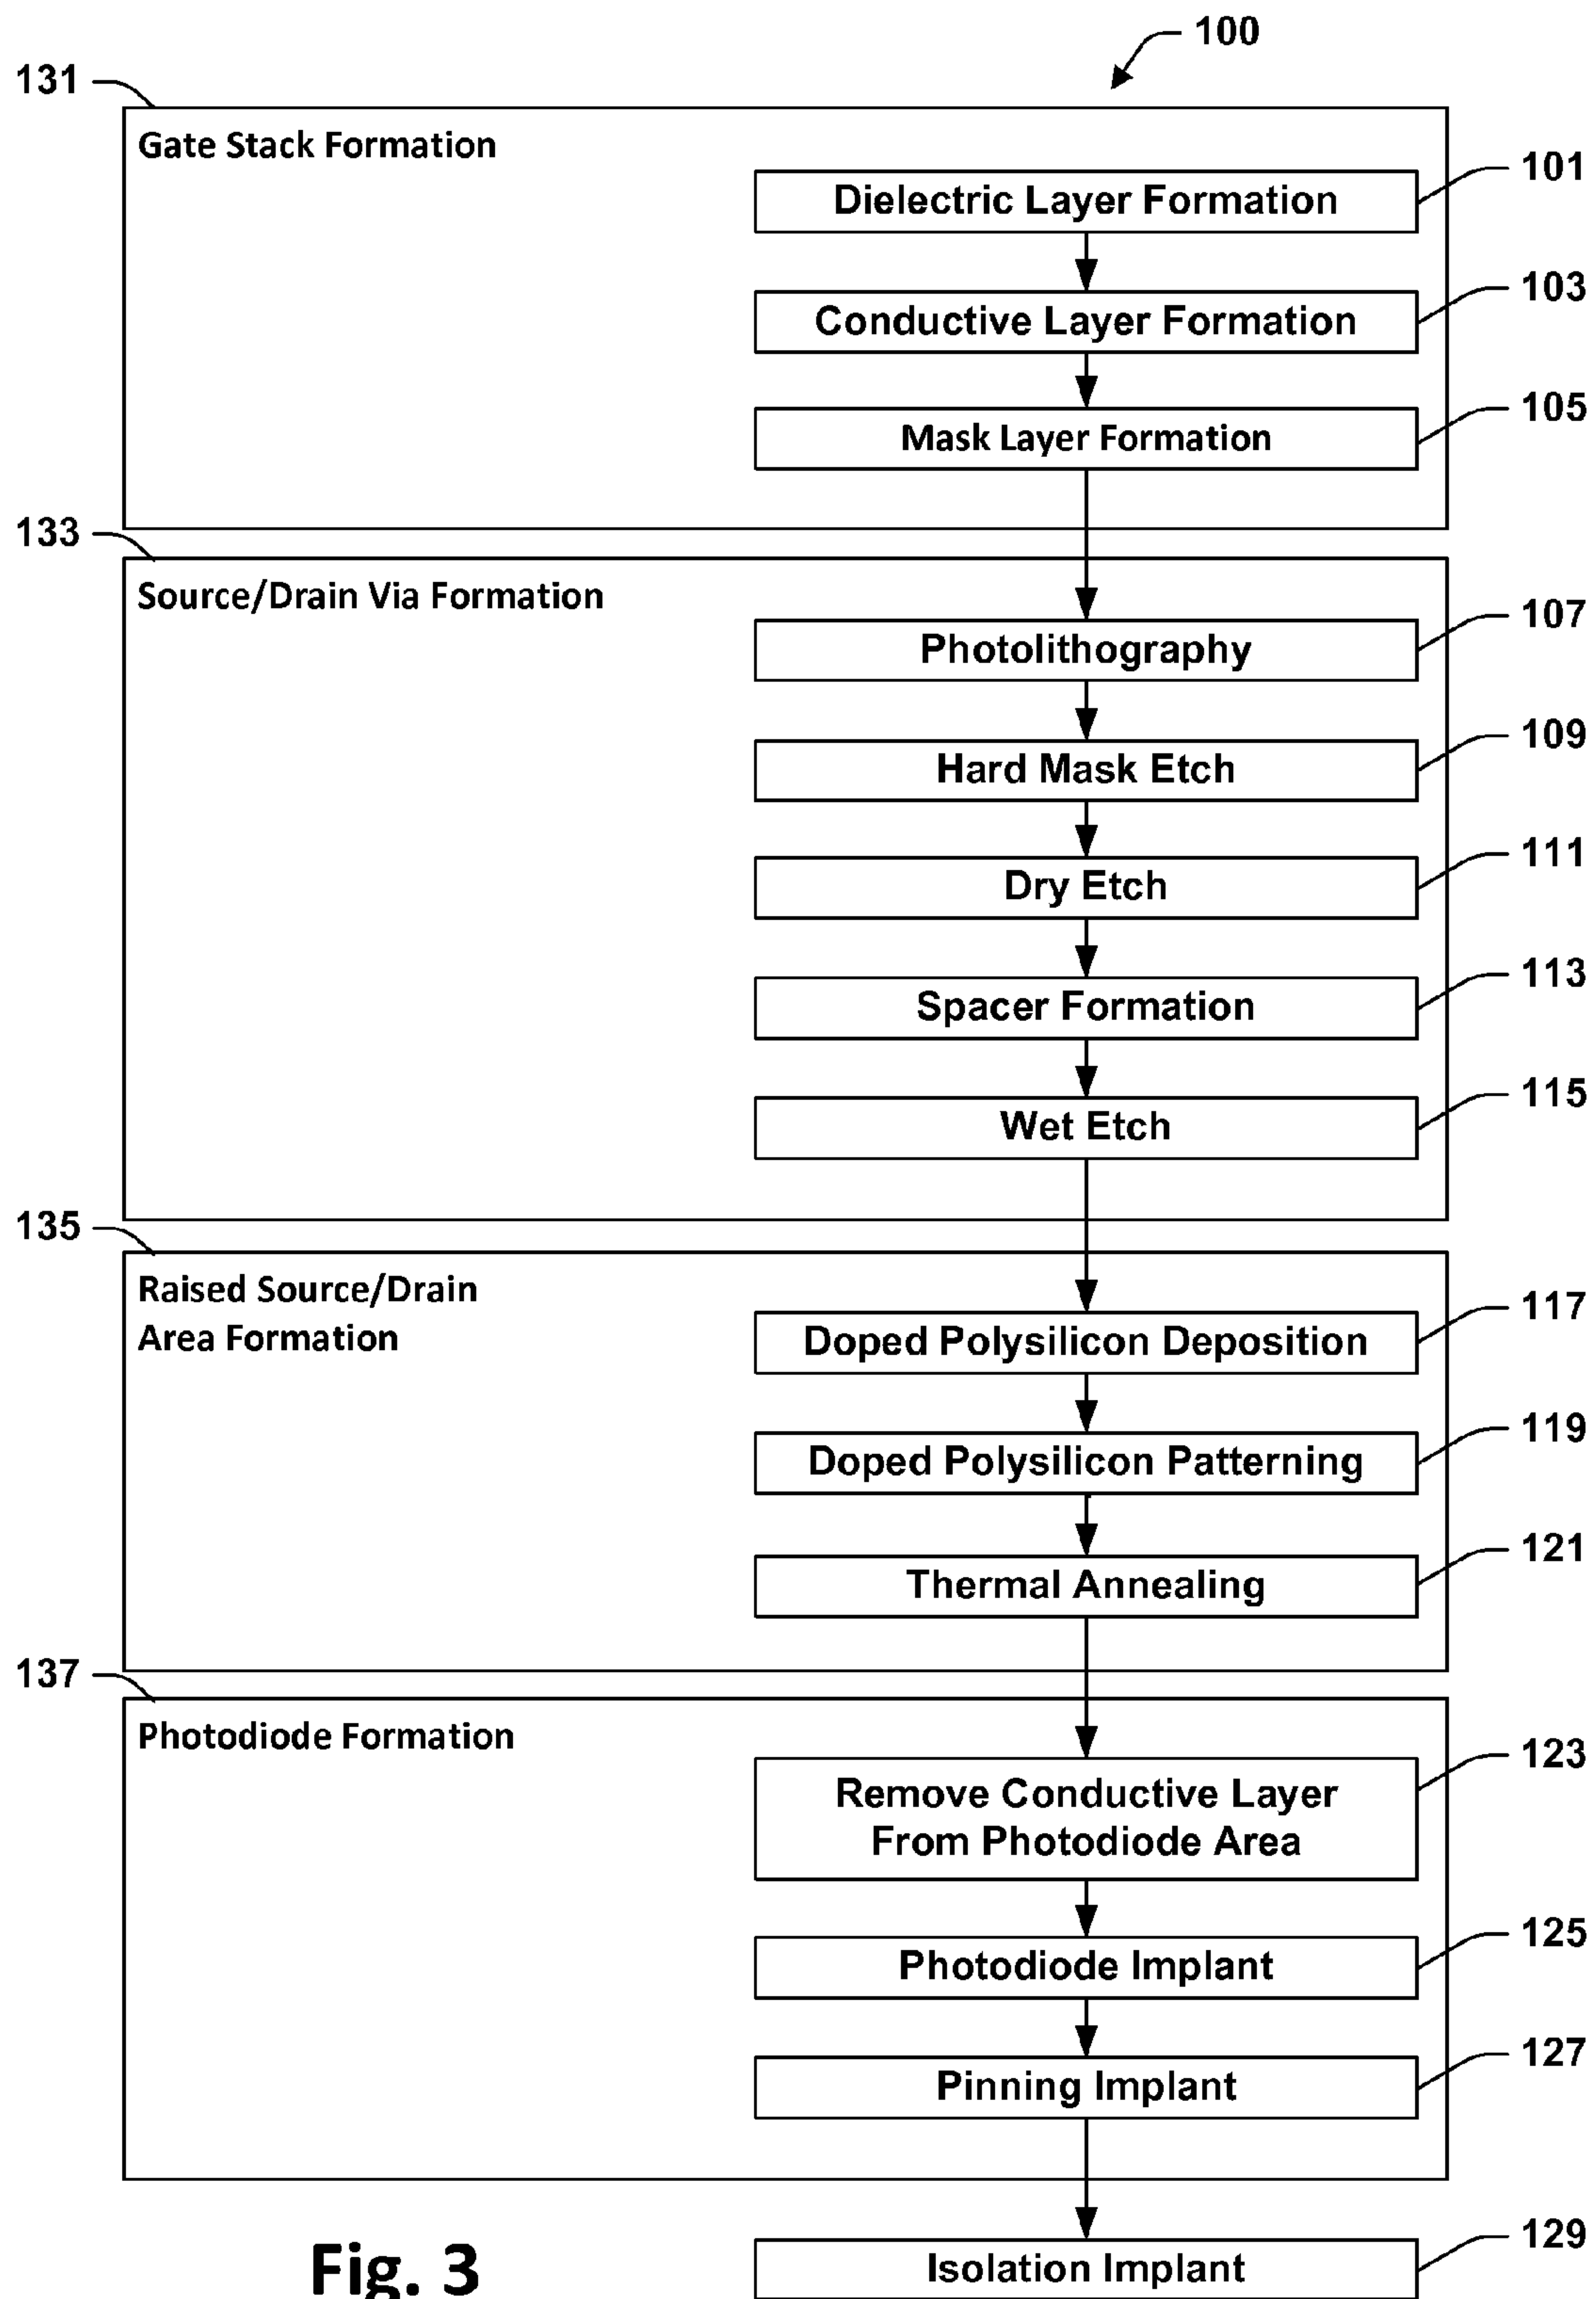 100
131
Gate Stack Formation
101
Dielectric Layer Formation
103
Conductive Layer Formation
105
Mask Layer Formation
133
Source/Drain Via Formation
107
Photolithography
109
Hard Mask Etch
111
Dry Etch
113
Spacer Formation
115
Wet Etch
135
Raised Source/Drain
Area Formation
117
Doped Polysilicon Deposition
119
Doped Polysilicon Patterning
121
Thermal Annealing
137
Photodiode Formation
123
Remove Conductive Layer
From Photodiode Area
125
Photodiode Implant
127
Pinning Implant
129
Isolation Implant
Fig. 3